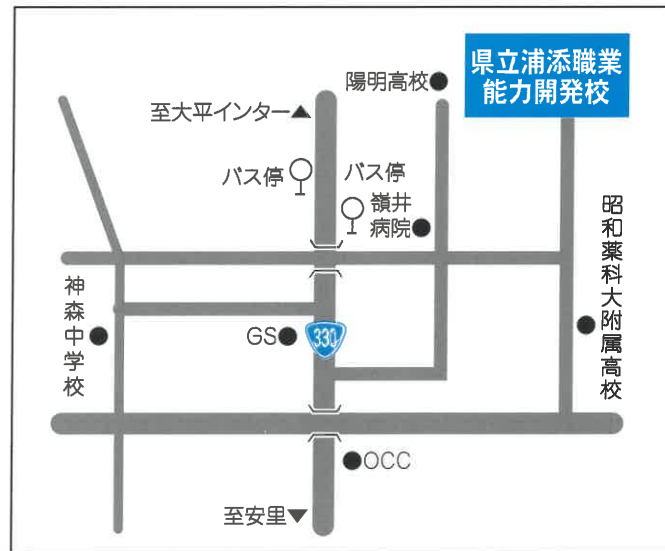 県立浦添職業
能力開発校
陽明高校
至大平インター▲
バス停
バス停
嶺井
病院
昭和薬科大附属高校
神森中学校
GS
330
OCC
至安里▼